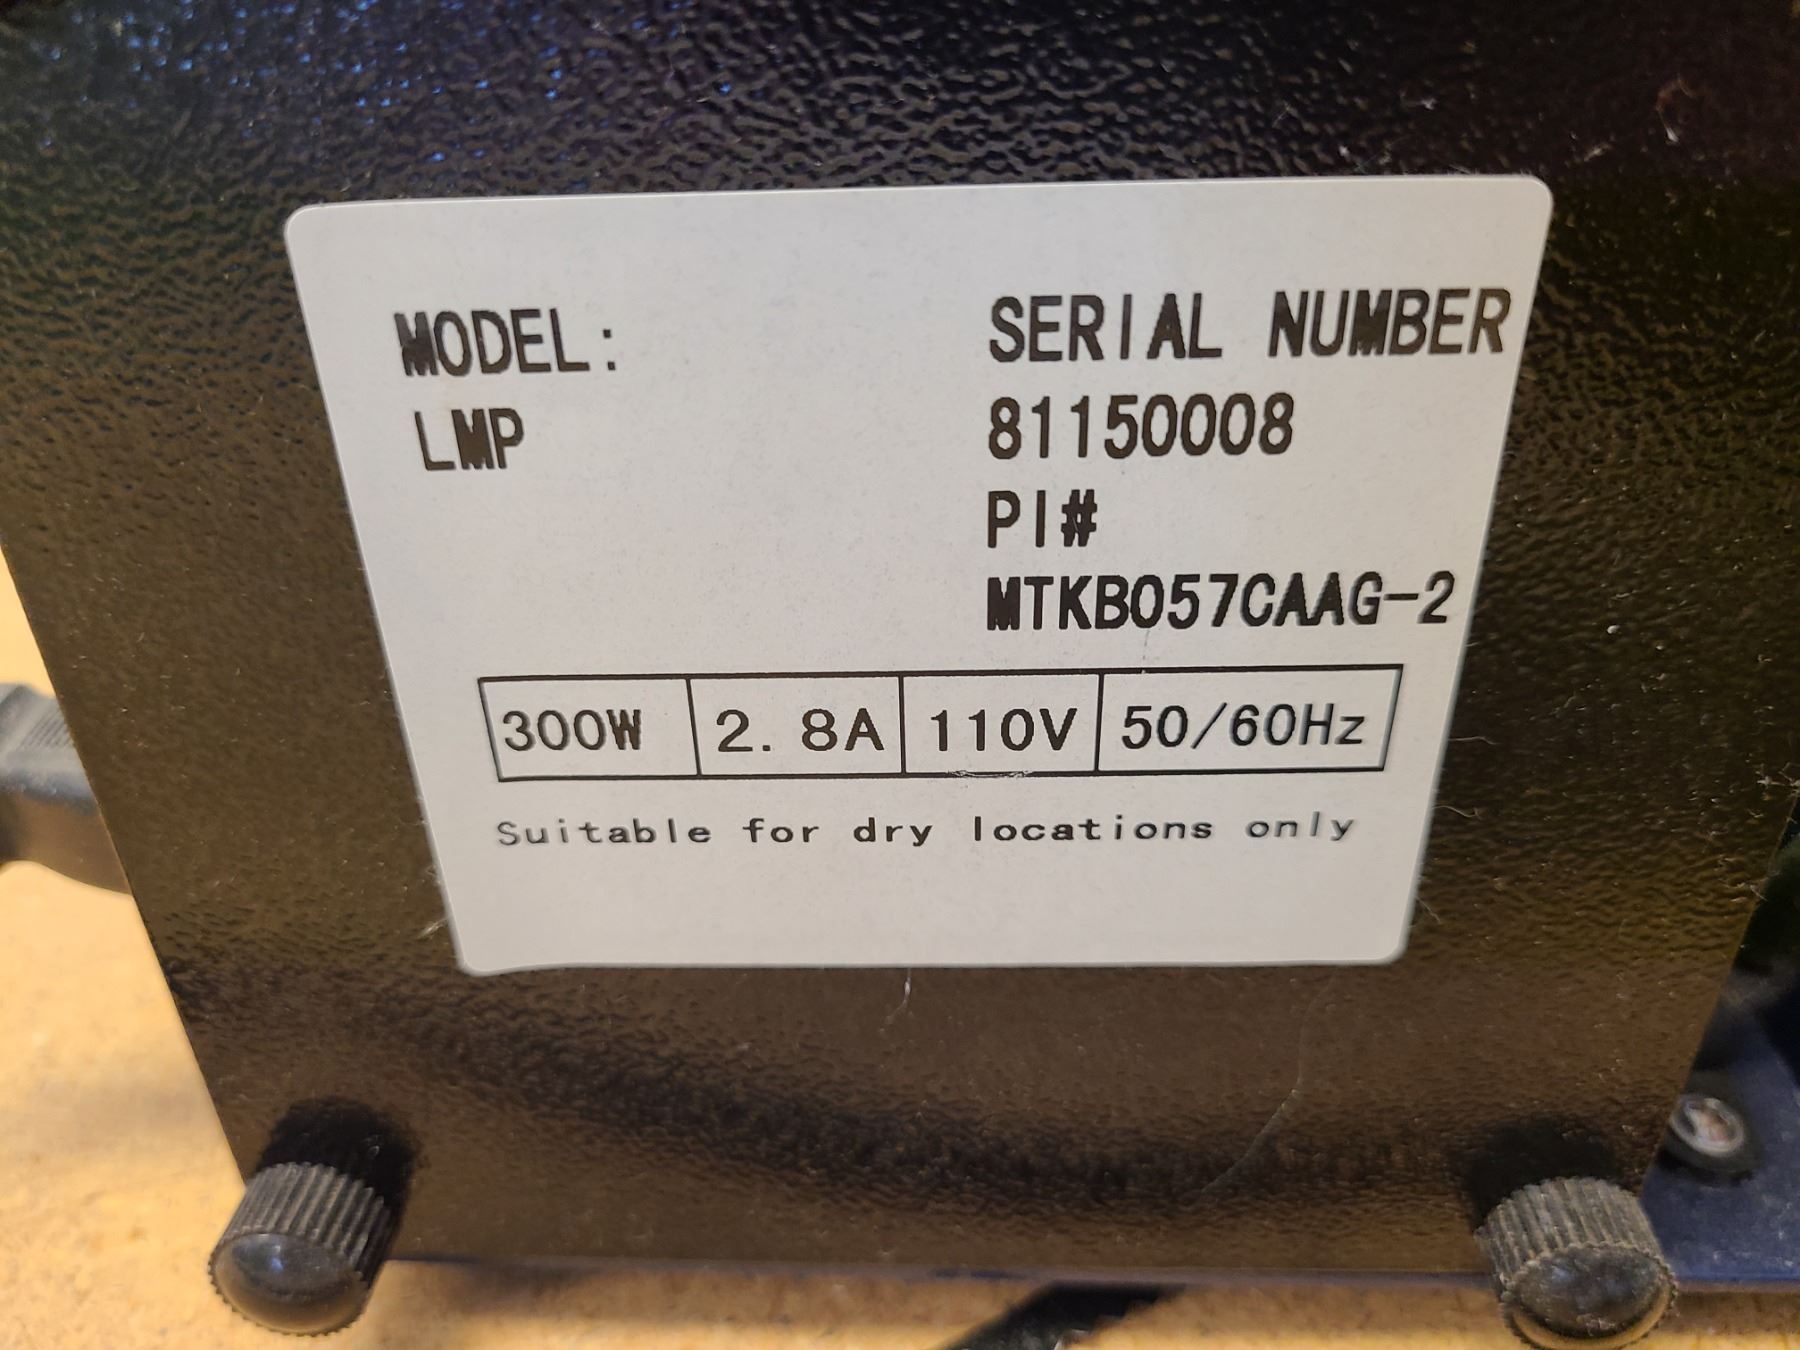 MODEL: SERIAL NUMBER
LMP 81150008
PI#
MTKB057CAAG-2
300W 2.8A 110V 50/60Hz
Suitable for dry locations only